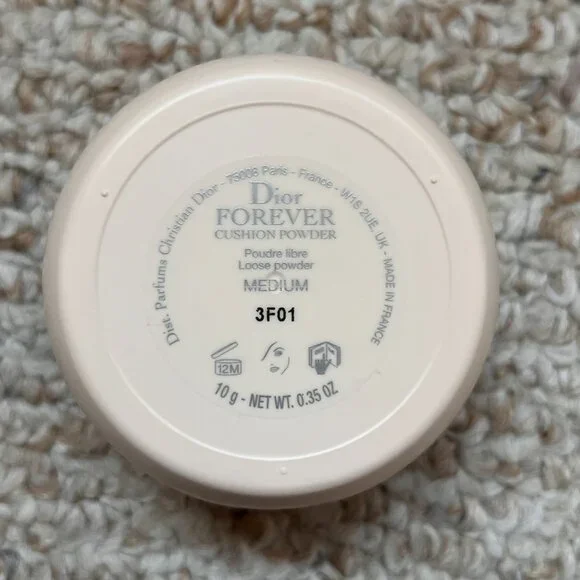 Dist. Parfums Christian Dior - 75008 Paris - France - W1S 2UE, UK - MADE IN FRANCE
Dior
FOREVER
CUSHION POWDER
Poudre libre
Loose powder
MEDIUM
3F01
12M
10 g - NET WT. 0.35 OZ